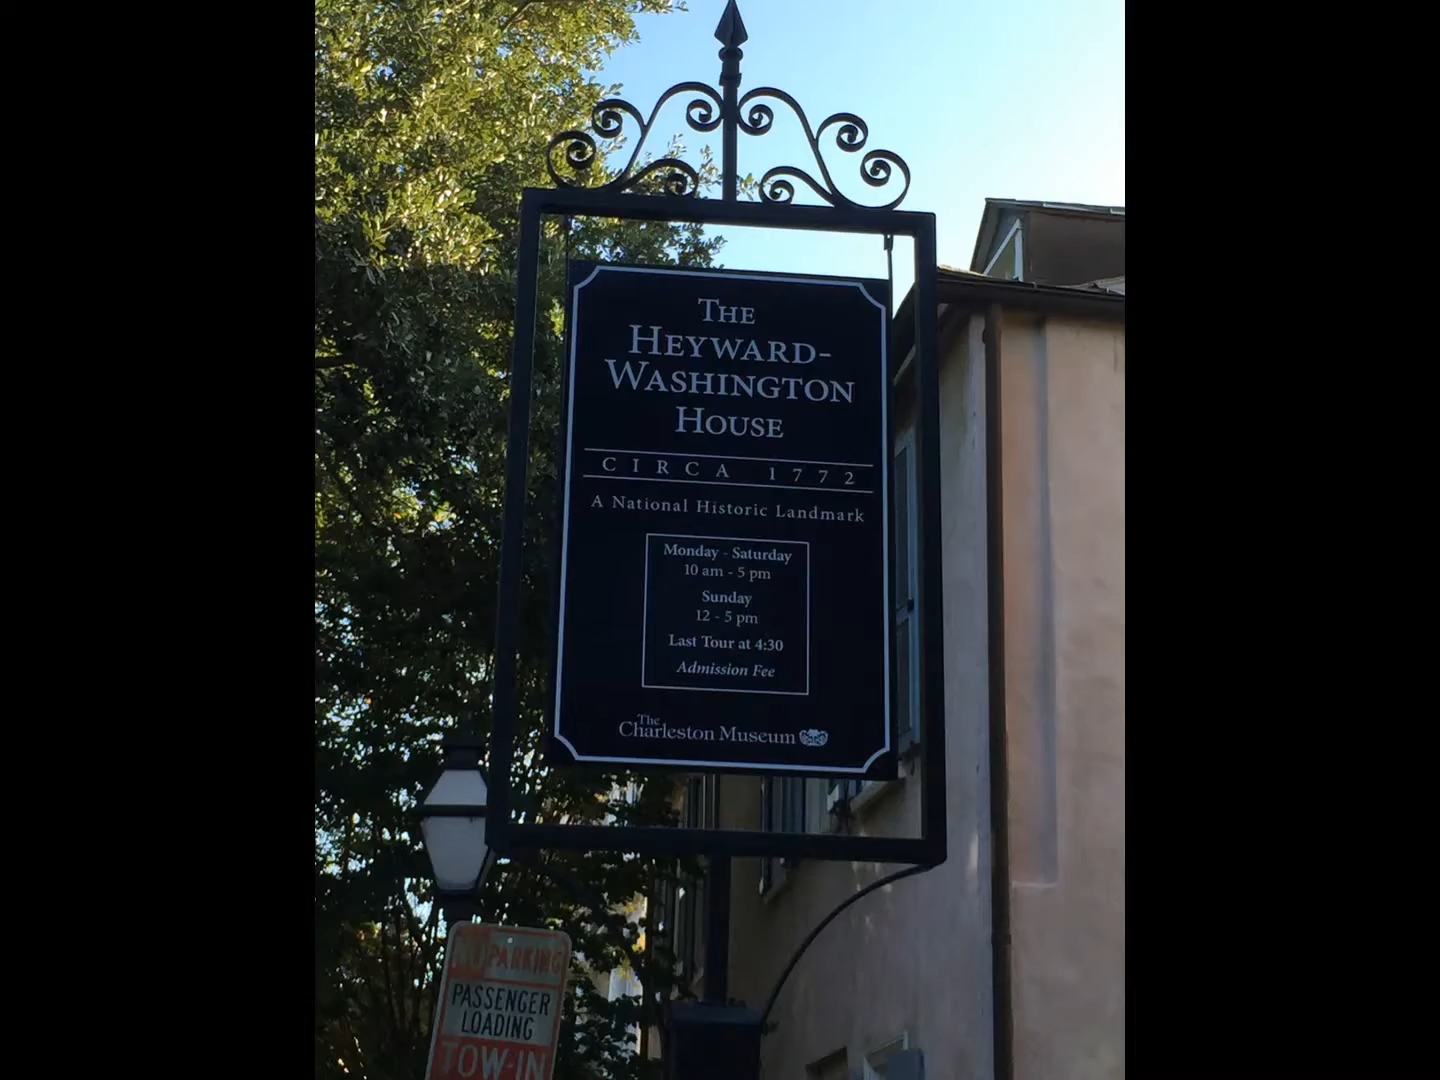 THE
HEYWARD-
WASHINGTON
HOUSE
CIRCA 1772
A National Historic Landmark
Monday - Saturday
10 am - 5 pm
Sunday
12 - 5 pm
Last Tour at 4:30
Admission Fee
The
Charleston Museum
PARKING
PASSENGER
LOADING
TOW-IN